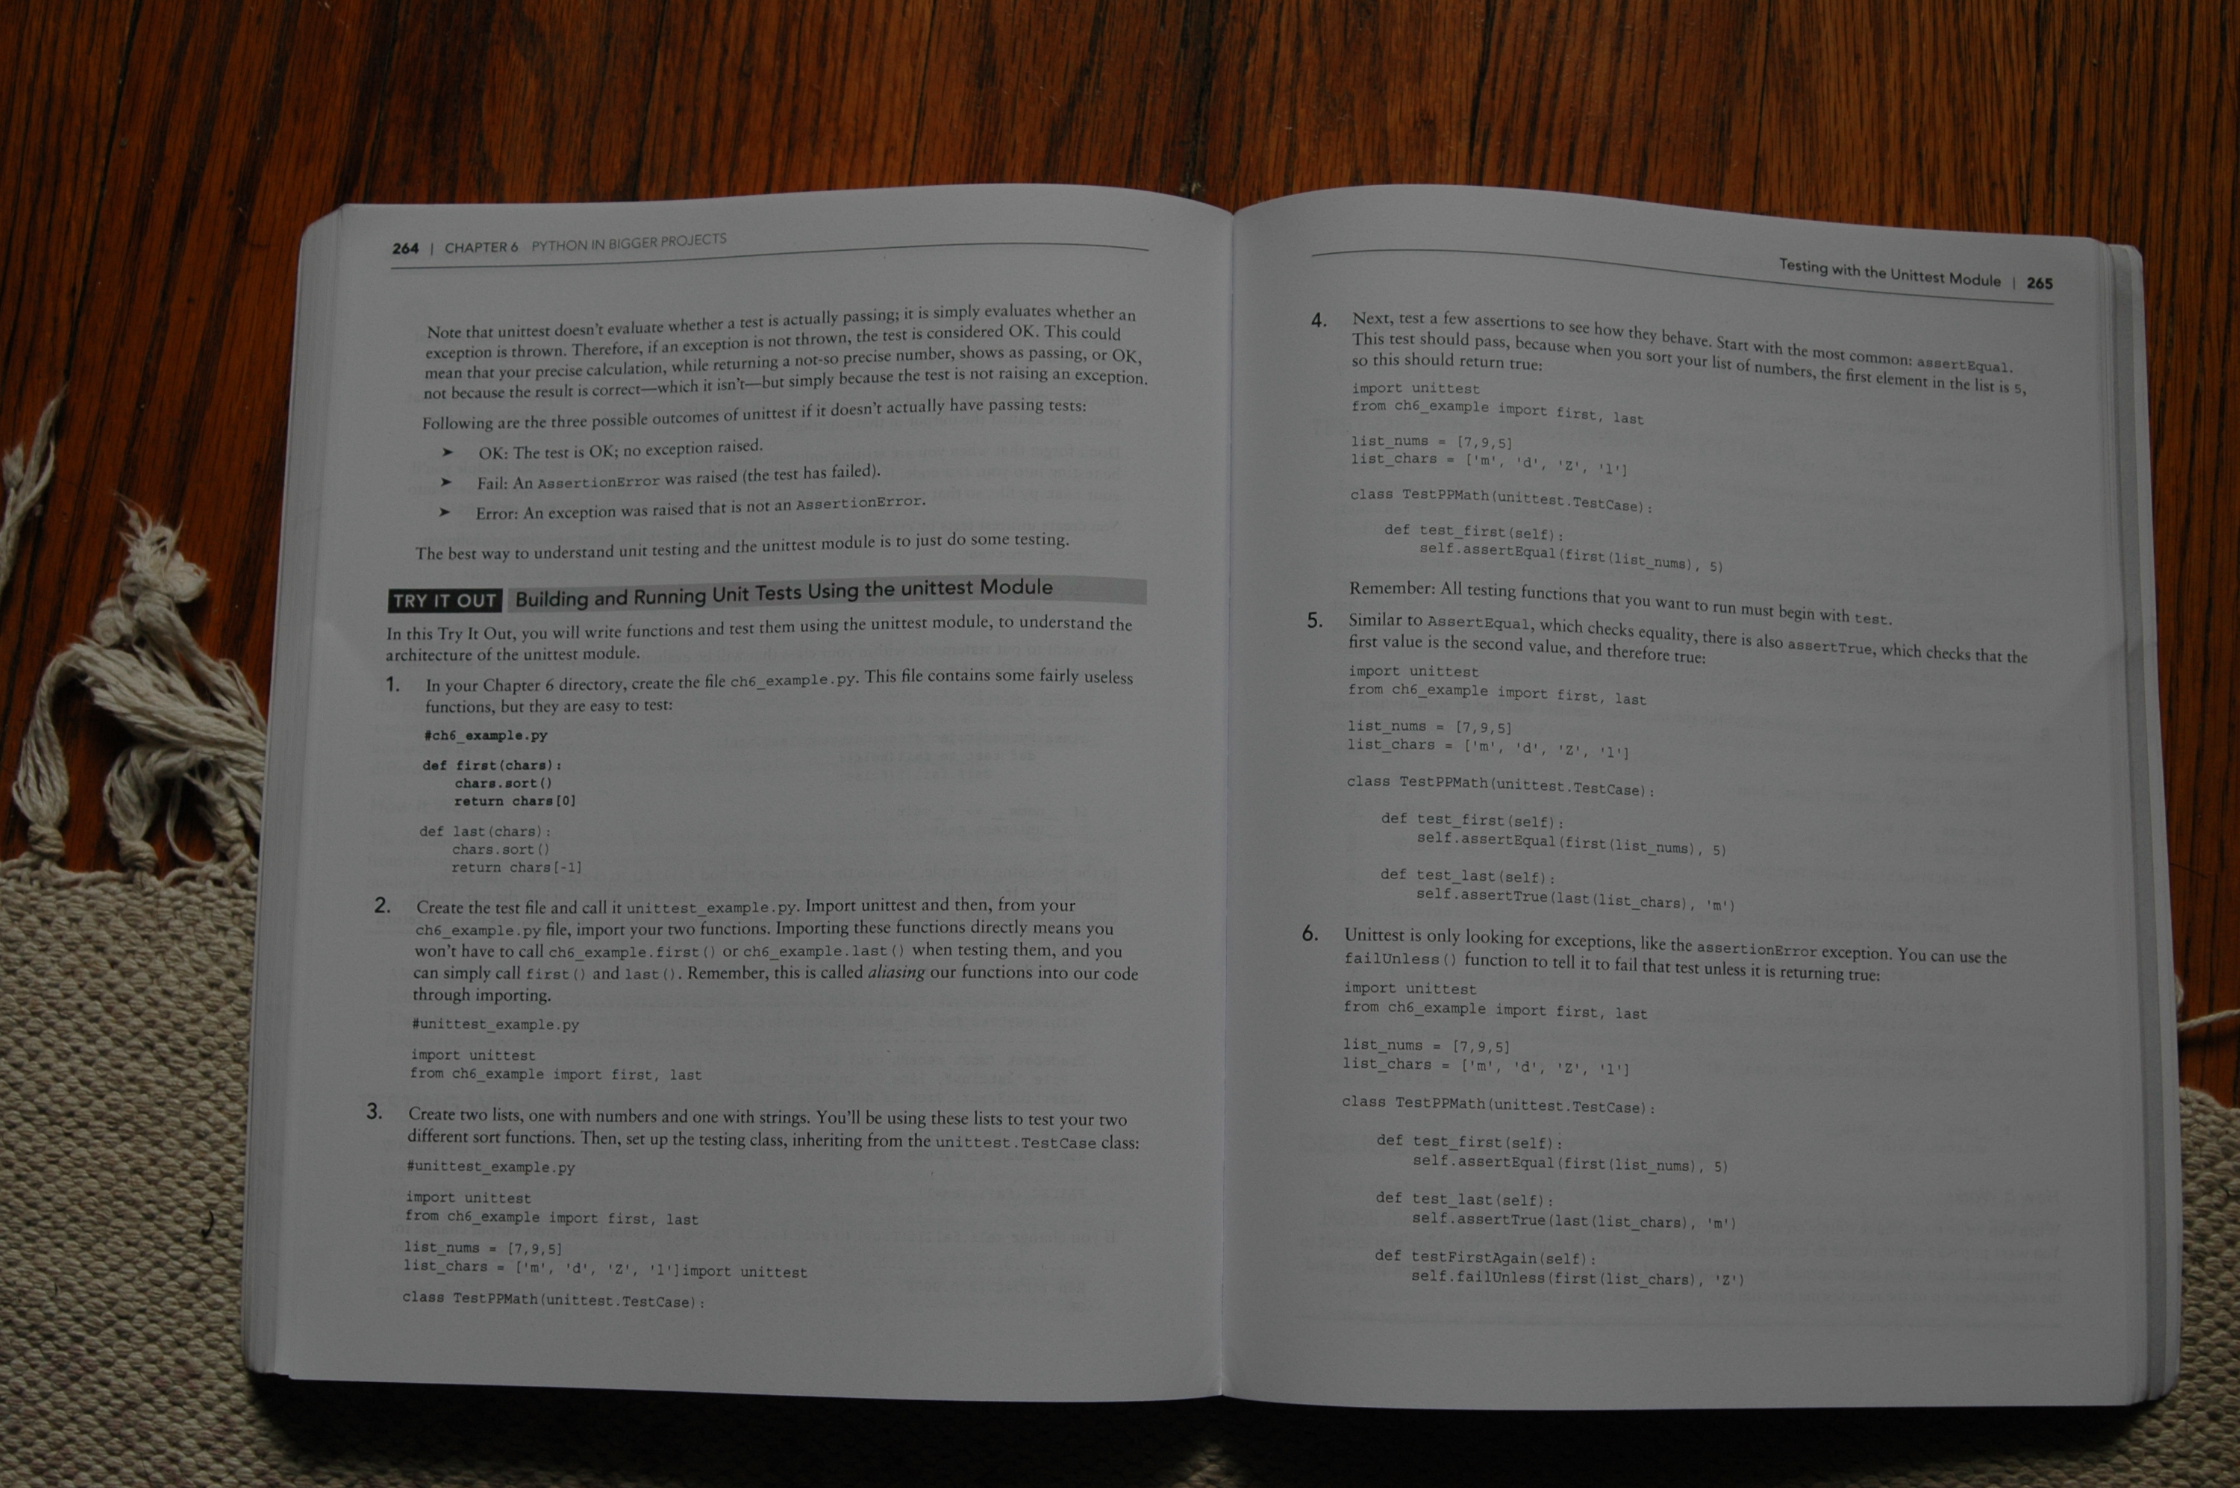 264 | CHAPTER 6 PYTHON IN BIGGER PROJECTS
Note that unittest doesn't evaluate whether a test is actually passing; it is simply evaluates whether an
exception is thrown. Therefore, if an exception is not thrown, the test is considered OK. This could
mean that your precise calculation, while returning a not-so precise number, shows as passing, or OK,
not because the result is correct—which it isn't—but simply because the test is not raising an exception.
Following are the three possible outcomes of unittest if it doesn't actually have passing tests:
➤ OK: The test is OK; no exception raised.
➤ Fail: An AssertionError was raised (the test has failed).
➤ Error: An exception was raised that is not an AssertionError.
The best way to understand unit testing and the unittest module is to just do some testing.
TRY IT OUT Building and Running Unit Tests Using the unittest Module
In this Try It Out, you will write functions and test them using the unittest module, to understand the
architecture of the unittest module.
1. In your Chapter 6 directory, create the file ch6_example.py. This file contains some fairly useless
functions, but they are easy to test:
#ch6_example.py
def first(chars):
chars.sort()
return chars[0]
def last(chars):
chars.sort()
return chars[-1]
2. Create the test file and call it unittest_example.py. Import unittest and then, from your
ch6_example.py file, import your two functions. Importing these functions directly means you
won't have to call ch6_example.first() or ch6_example.last() when testing them, and you
can simply call first() and last(). Remember, this is called aliasing our functions into our code
through importing.
#unittest_example.py
import unittest
from ch6_example import first, last
3. Create two lists, one with numbers and one with strings. You'll be using these lists to test your two
different sort functions. Then, set up the testing class, inheriting from the unittest.TestCase class:
#unittest_example.py
import unittest
from ch6_example import first, last
list_nums = [7,9,5]
list_chars = ['m', 'd', 'Z', 'l']import unittest
class TestPPMath(unittest.TestCase):
Testing with the Unittest Module | 265
4. Next, test a few assertions to see how they behave. Start with the most common: assertEqual.
This test should pass, because when you sort your list of numbers, the first element in the list is 5,
so this should return true:
import unittest
from ch6_example import first, last
list_nums = [7,9,5]
list_chars = ['m', 'd', 'Z', 'l']
class TestPPMath(unittest.TestCase):
def test_first(self):
self.assertEqual(first(list_nums), 5)
Remember: All testing functions that you want to run must begin with test.
5. Similar to AssertEqual, which checks equality, there is also assertTrue, which checks that the
first value is the second value, and therefore true:
import unittest
from ch6_example import first, last
list_nums = [7,9,5]
list_chars = ['m', 'd', 'Z', 'l']
class TestPPMath(unittest.TestCase):
def test_first(self):
self.assertEqual(first(list_nums), 5)
def test_last(self):
self.assertTrue(last(list_chars), 'm')
6. Unittest is only looking for exceptions, like the assertionError exception. You can use the
failUnless() function to tell it to fail that test unless it is returning true:
import unittest
from ch6_example import first, last
list_nums = [7,9,5]
list_chars = ['m', 'd', 'Z', 'l']
class TestPPMath(unittest.TestCase):
def test_first(self):
self.assertEqual(first(list_nums), 5)
def test_last(self):
self.assertTrue(last(list_chars), 'm')
def testFirstAgain(self):
self.failUnless(first(list_chars), 'Z')